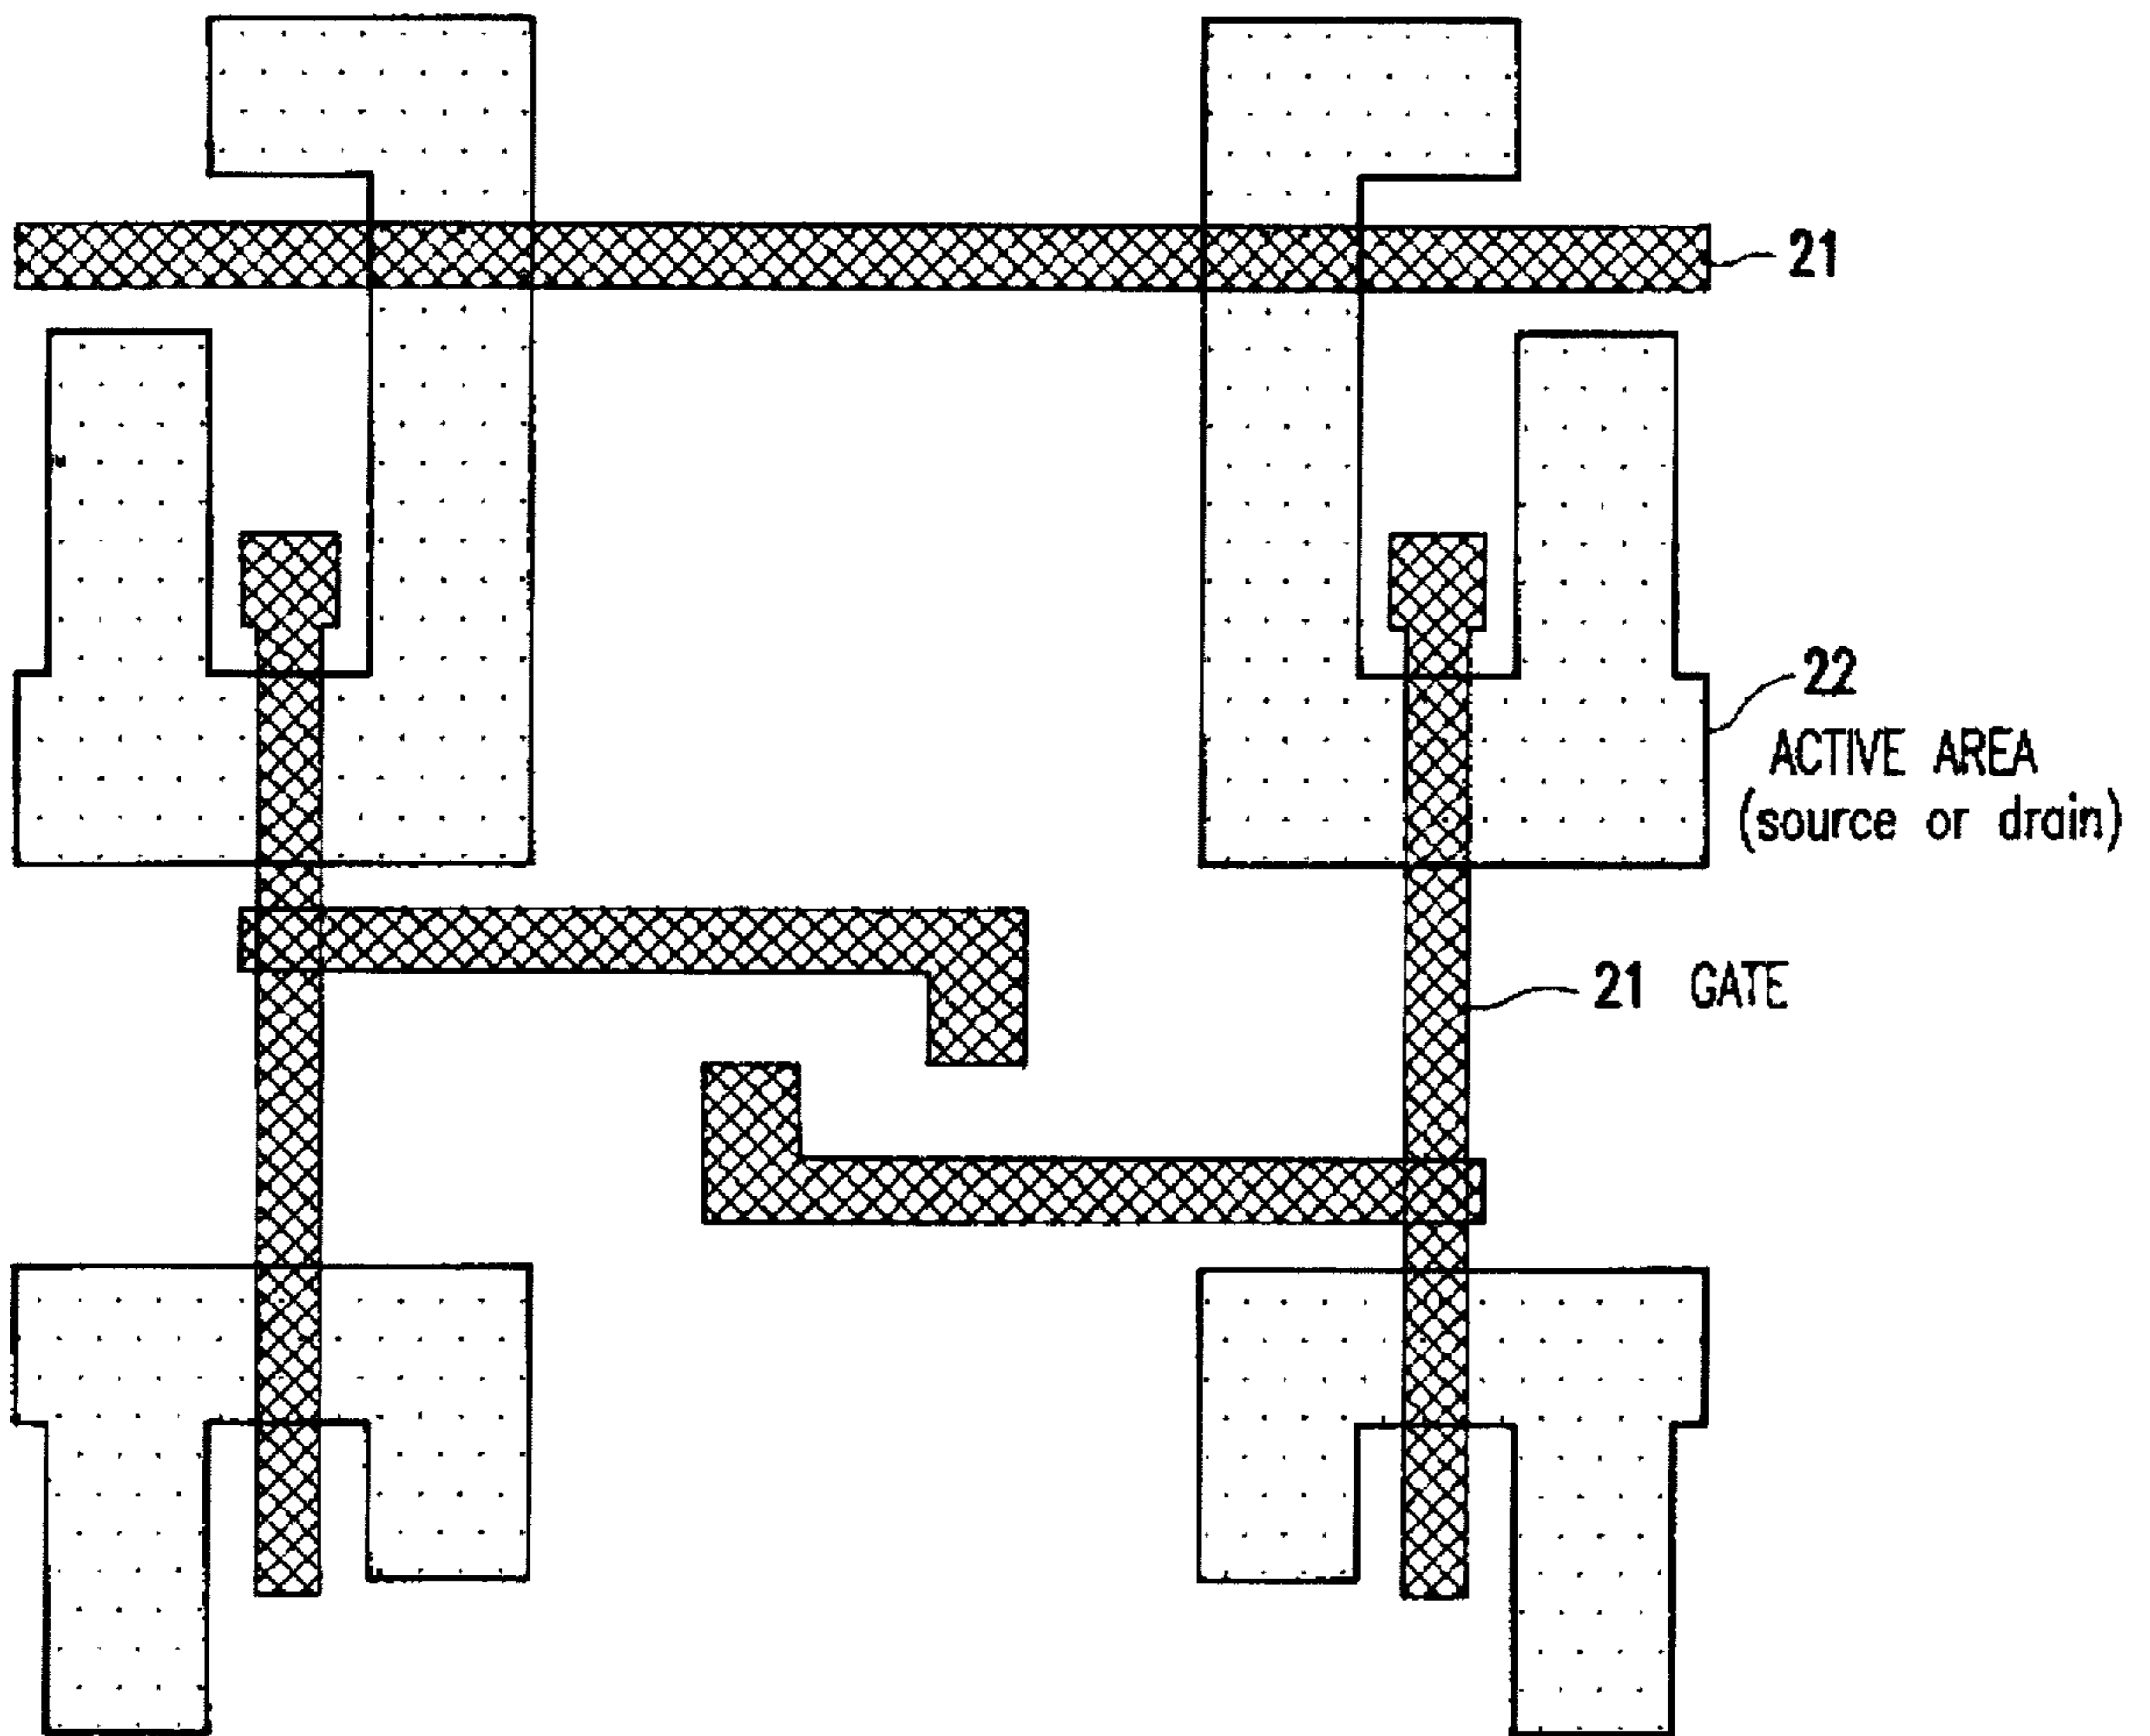 21
22
ACTIVE AREA
(source or drain)
21 GATE